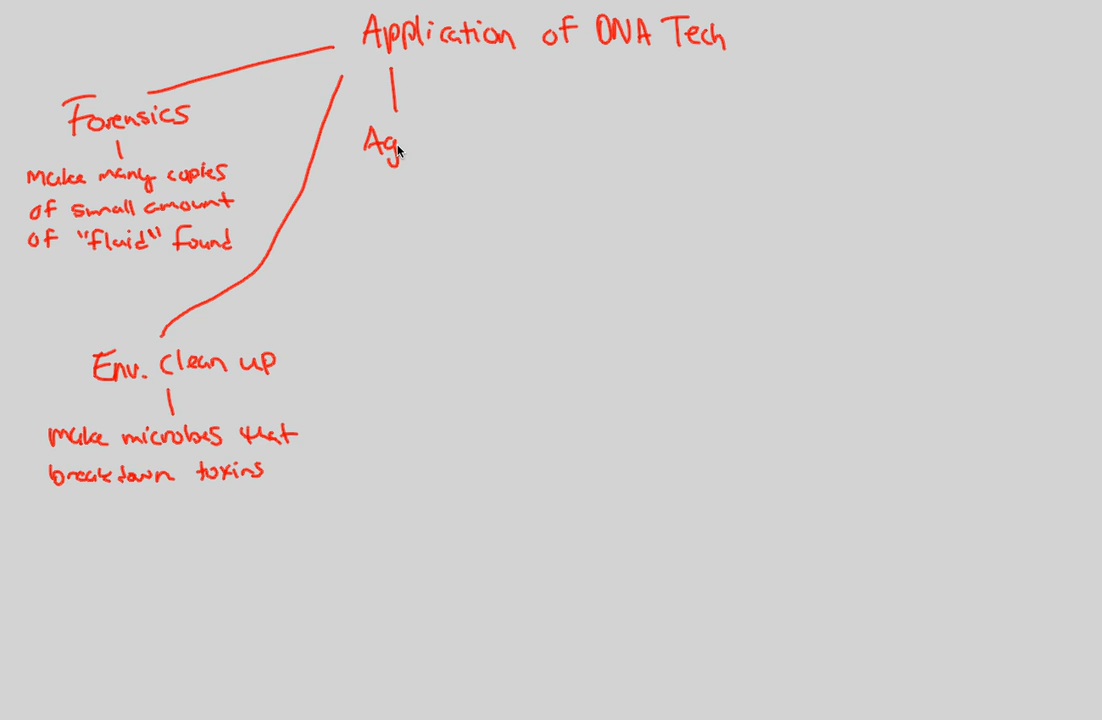 Application of DNA Tech
Forensics
make many copies
of small amount
of "fluid" found
Ag
Env. clean up
make microbes that
breakdown toxins